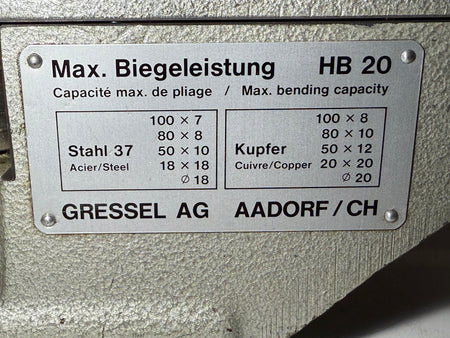 Max. Biegeleistung HB 20
Capacité max. de pliage / Max. bending capacity
100 × 7
80 × 8
Stahl 37 50 × 10
Acier/Steel 18 × 18
∅ 18
100 × 8
80 × 10
Kupfer 50 × 12
Cuivre/Copper 20 × 20
∅ 20
GRESSEL AG AADORF/CH